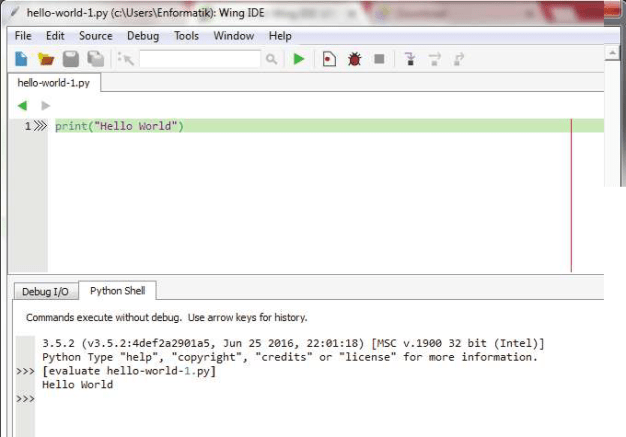 hello-world-1.py (c:\Users\Enformatik): Wing IDE
File Edit Source Debug Tools Window Help
hello-world-1.py
1 print("Hello World")
Debug I/O Python Shell
Commands execute without debug. Use arrow keys for history.
3.5.2 (v3.5.2:4def2a2901a5, Jun 25 2016, 22:01:18) [MSC v.1900 32 bit (Intel)]
Python Type "help", "copyright", "credits" or "license" for more information.
>>> [evaluate hello-world-1.py]
Hello World
>>>